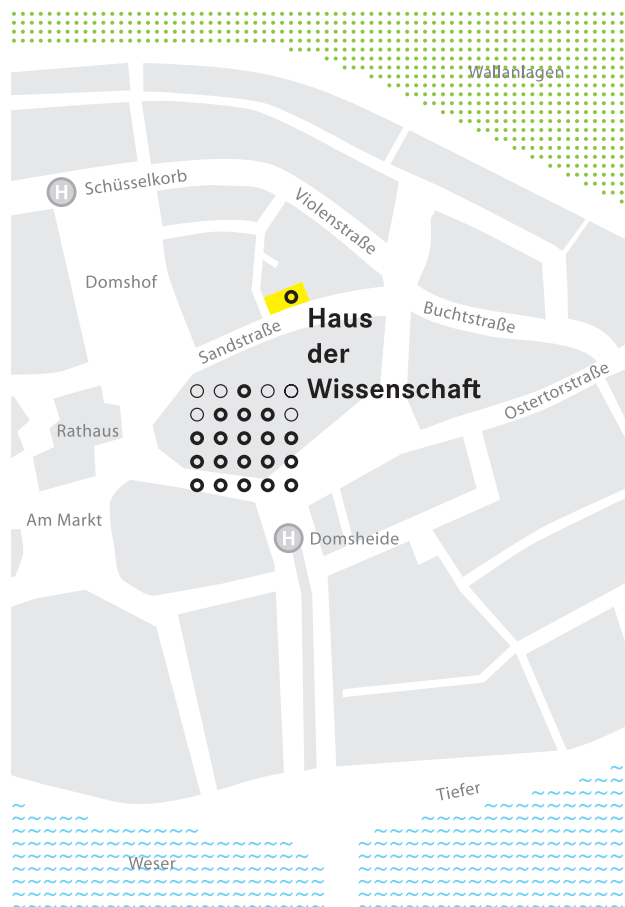 Wallanlagen
H Schüsselkorb
Violenstraße
Domshof
Buchtstraße
Sandstraße
Haus
der
Wissenschaft
Ostertorstraße
Rathaus
Am Markt
H Domsheide
Tiefer
Weser